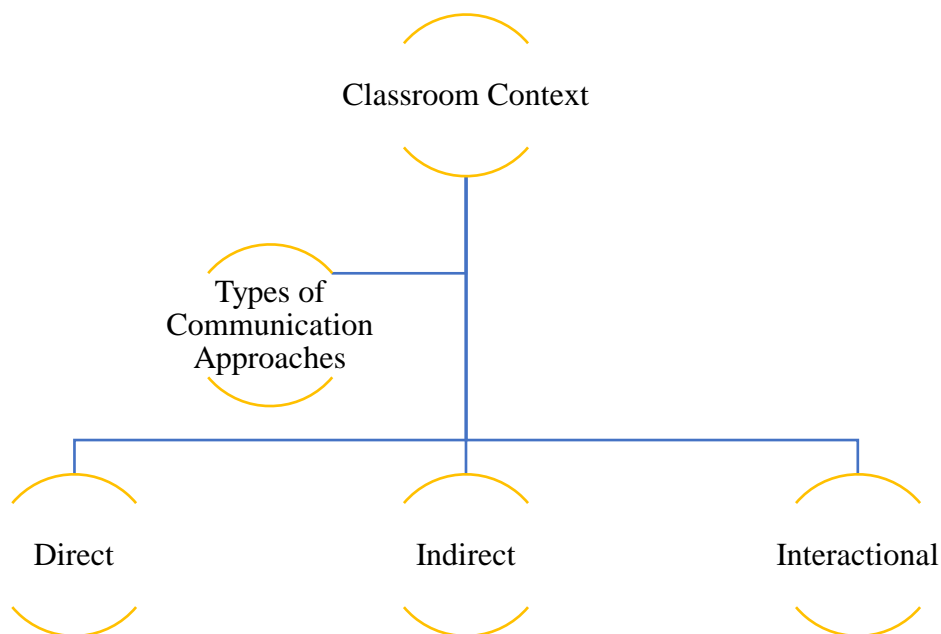 Classroom Context
Types of
Communication
Approaches
Direct
Indirect
Interactional